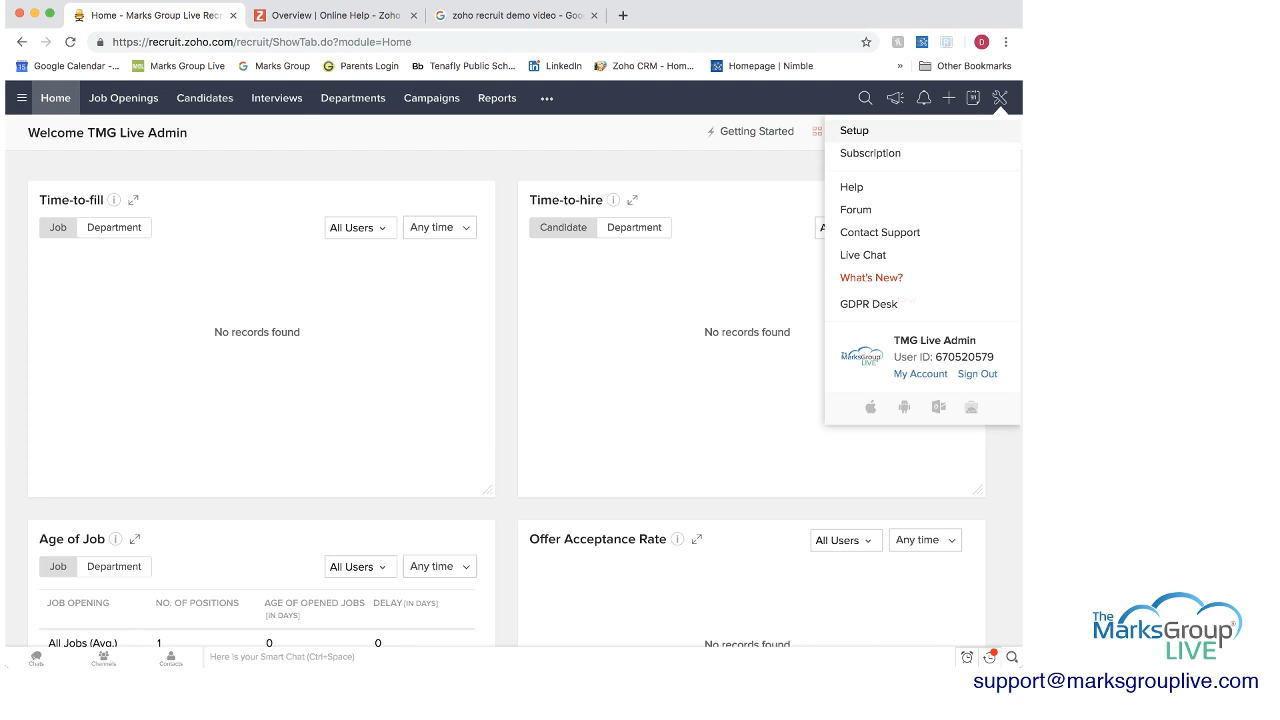 Home - Marks Group Live Recr
Overview | Online Help - Zoho
zoho recruit demo video - Goo
https://recruit.zoho.com/recruit/ShowTab.do?module=Home
D
Google Calendar -...
Marks Group Live
Marks Group
Parents Login
Bb Tenafly Public Sch...
LinkedIn
Zoho CRM - Hom...
Homepage | Nimble
» Other Bookmarks
Home Job Openings Candidates Interviews Departments Campaigns Reports
Welcome TMG Live Admin
Getting Started
Setup
Subscription
Help
Forum
Contact Support
Live Chat
What's New?
GDPR Desk
TMG Live Admin
User ID: 670520579
My Account Sign Out
The MarksGroup LIVE
Time-to-fill
Job Department All Users Any time
No records found
Time-to-hire
Candidate Department
No records found
Age of Job
Job Department All Users Any time
JOB OPENING NO. OF POSITIONS AGE OF OPENED JOBS [IN DAYS] DELAY [IN DAYS]
All Jobs (Avg.) 1 0 0
Offer Acceptance Rate All Users Any time
No records found
Chats Channels Contacts Here is your Smart Chat (Ctrl+Space)
The
MarksGroup®
LIVE
support@marksgrouplive.com